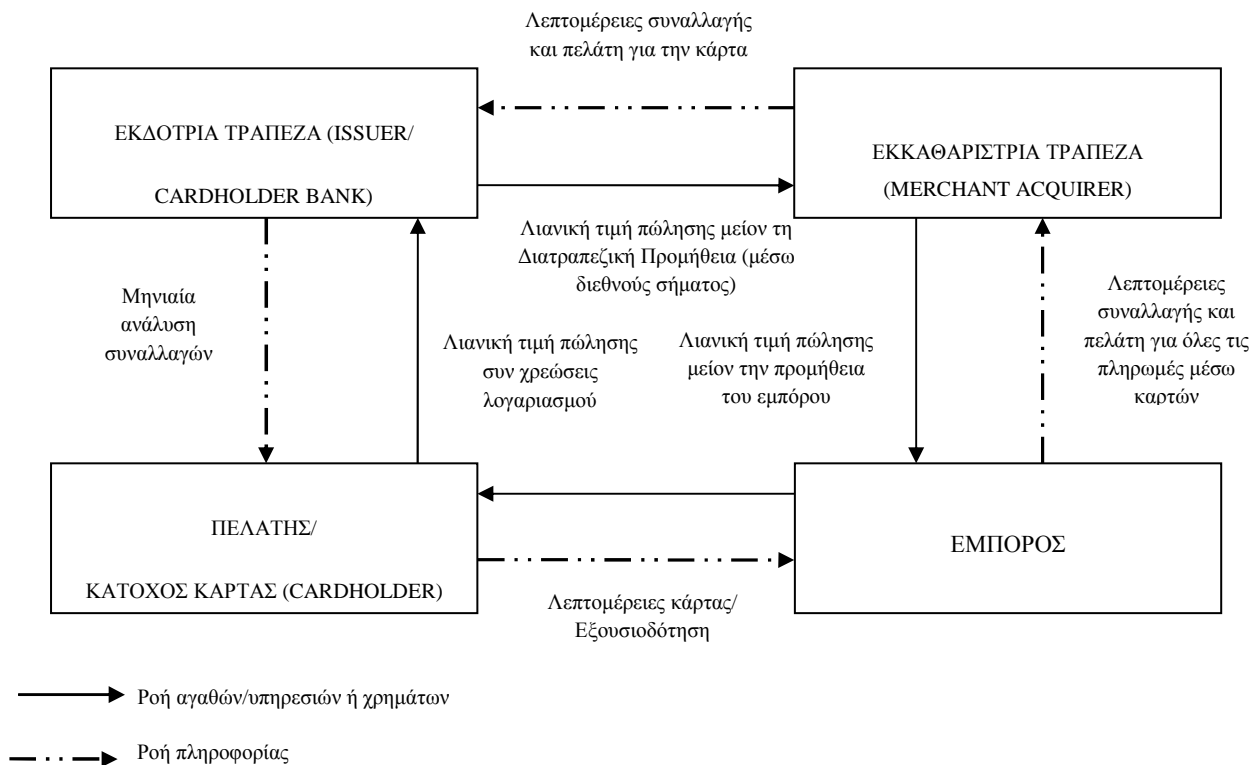 Λεπτομέρειες συναλλαγής
και πελάτη για την κάρτα
ΕΚΔΟΤΡΙΑ ΤΡΑΠΕΖΑ (ISSUER/
CARDHOLDER BANK)
ΕΚΚΑΘΑΡΙΣΤΡΙΑ ΤΡΑΠΕΖΑ
(MERCHANT ACQUIRER)
Λιανική τιμή πώλησης μείον τη
Διατραπεζική Προμήθεια (μέσω
διεθνούς σήματος)
Μηνιαία
ανάλυση
συναλλαγών
Λιανική τιμή πώλησης
συν χρεώσεις
λογαριασμού
Λιανική τιμή πώλησης
μείον την προμήθεια
του εμπόρου
Λεπτομέρειες
συναλλαγής και
πελάτη για όλες τις
πληρωμές μέσω
καρτών
ΠΕΛΑΤΗΣ/
ΚΑΤΟΧΟΣ ΚΑΡΤΑΣ (CARDHOLDER)
ΕΜΠΟΡΟΣ
Λεπτομέρειες κάρτας/
Εξουσιοδότηση
Ροή αγαθών/υπηρεσιών ή χρημάτων
Ροή πληροφορίας